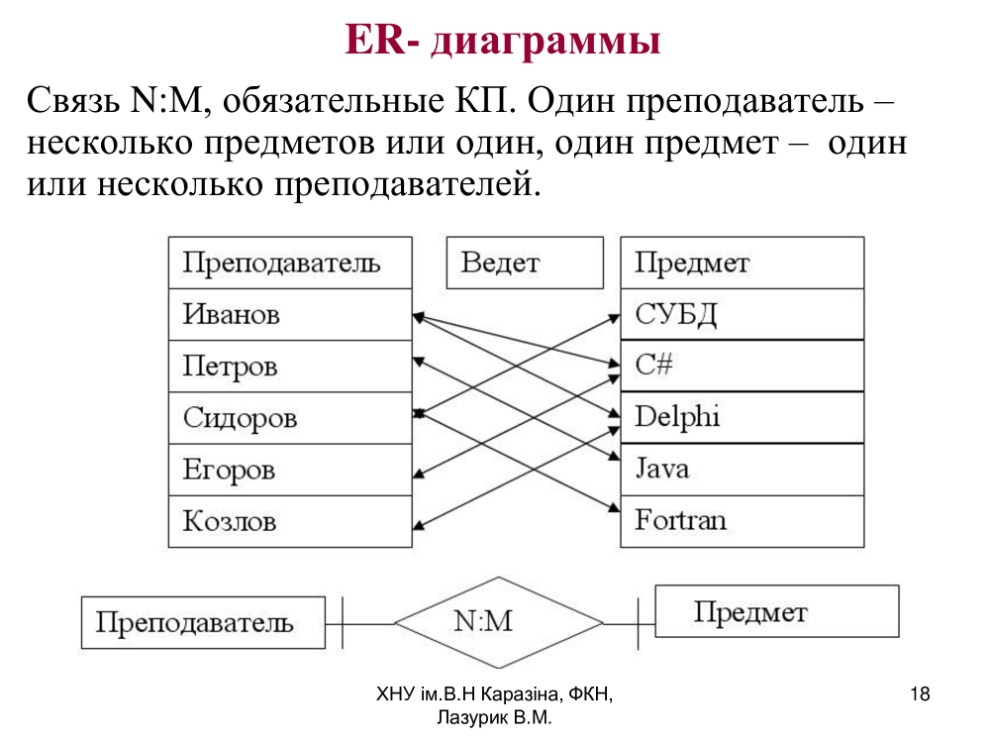 ER- диаграммы
Связь N:M, обязательные КП. Один преподаватель –
несколько предметов или один, один предмет – один
или несколько преподавателей.
Преподаватель Ведет Предмет
Иванов СУБД
Петров C#
Сидоров Delphi
Егоров Java
Козлов Fortran
Преподаватель N:M Предмет
ХНУ ім.В.Н Каразіна, ФКН, 18
Лазурик В.М.